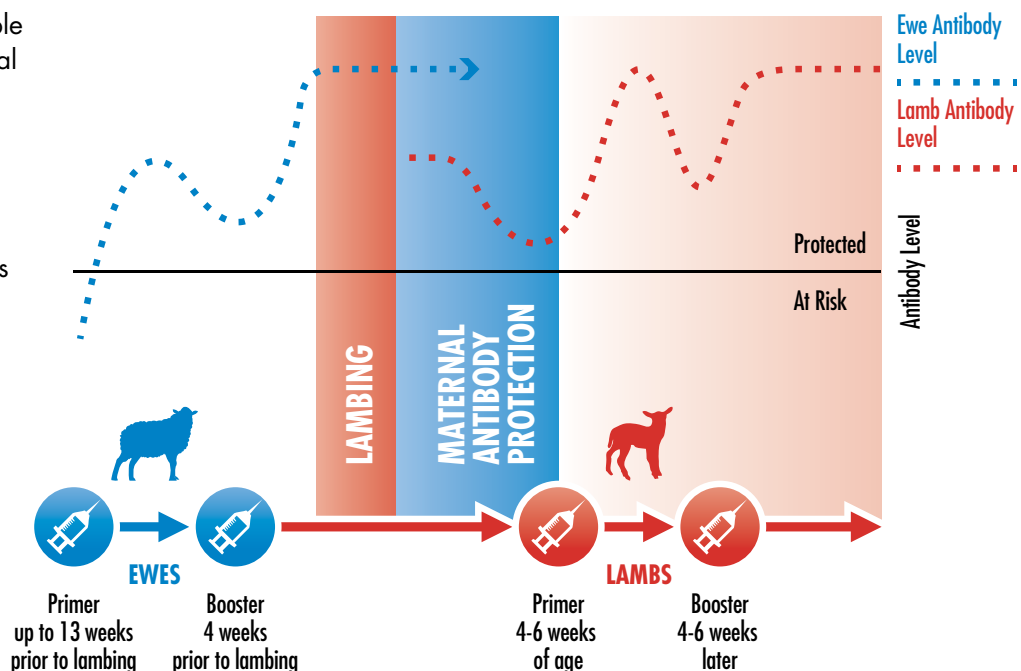 Ewe Antibody
Level
Lamb Antibody
Level
Protected
At Risk
Antibody Level
LAMBING
MATERNAL
ANTIBODY
PROTECTION
EWES
LAMBS
Primer
up to 13 weeks
prior to lambing
Booster
4 weeks
prior to lambing
Primer
4-6 weeks
of age
Booster
4-6 weeks
later